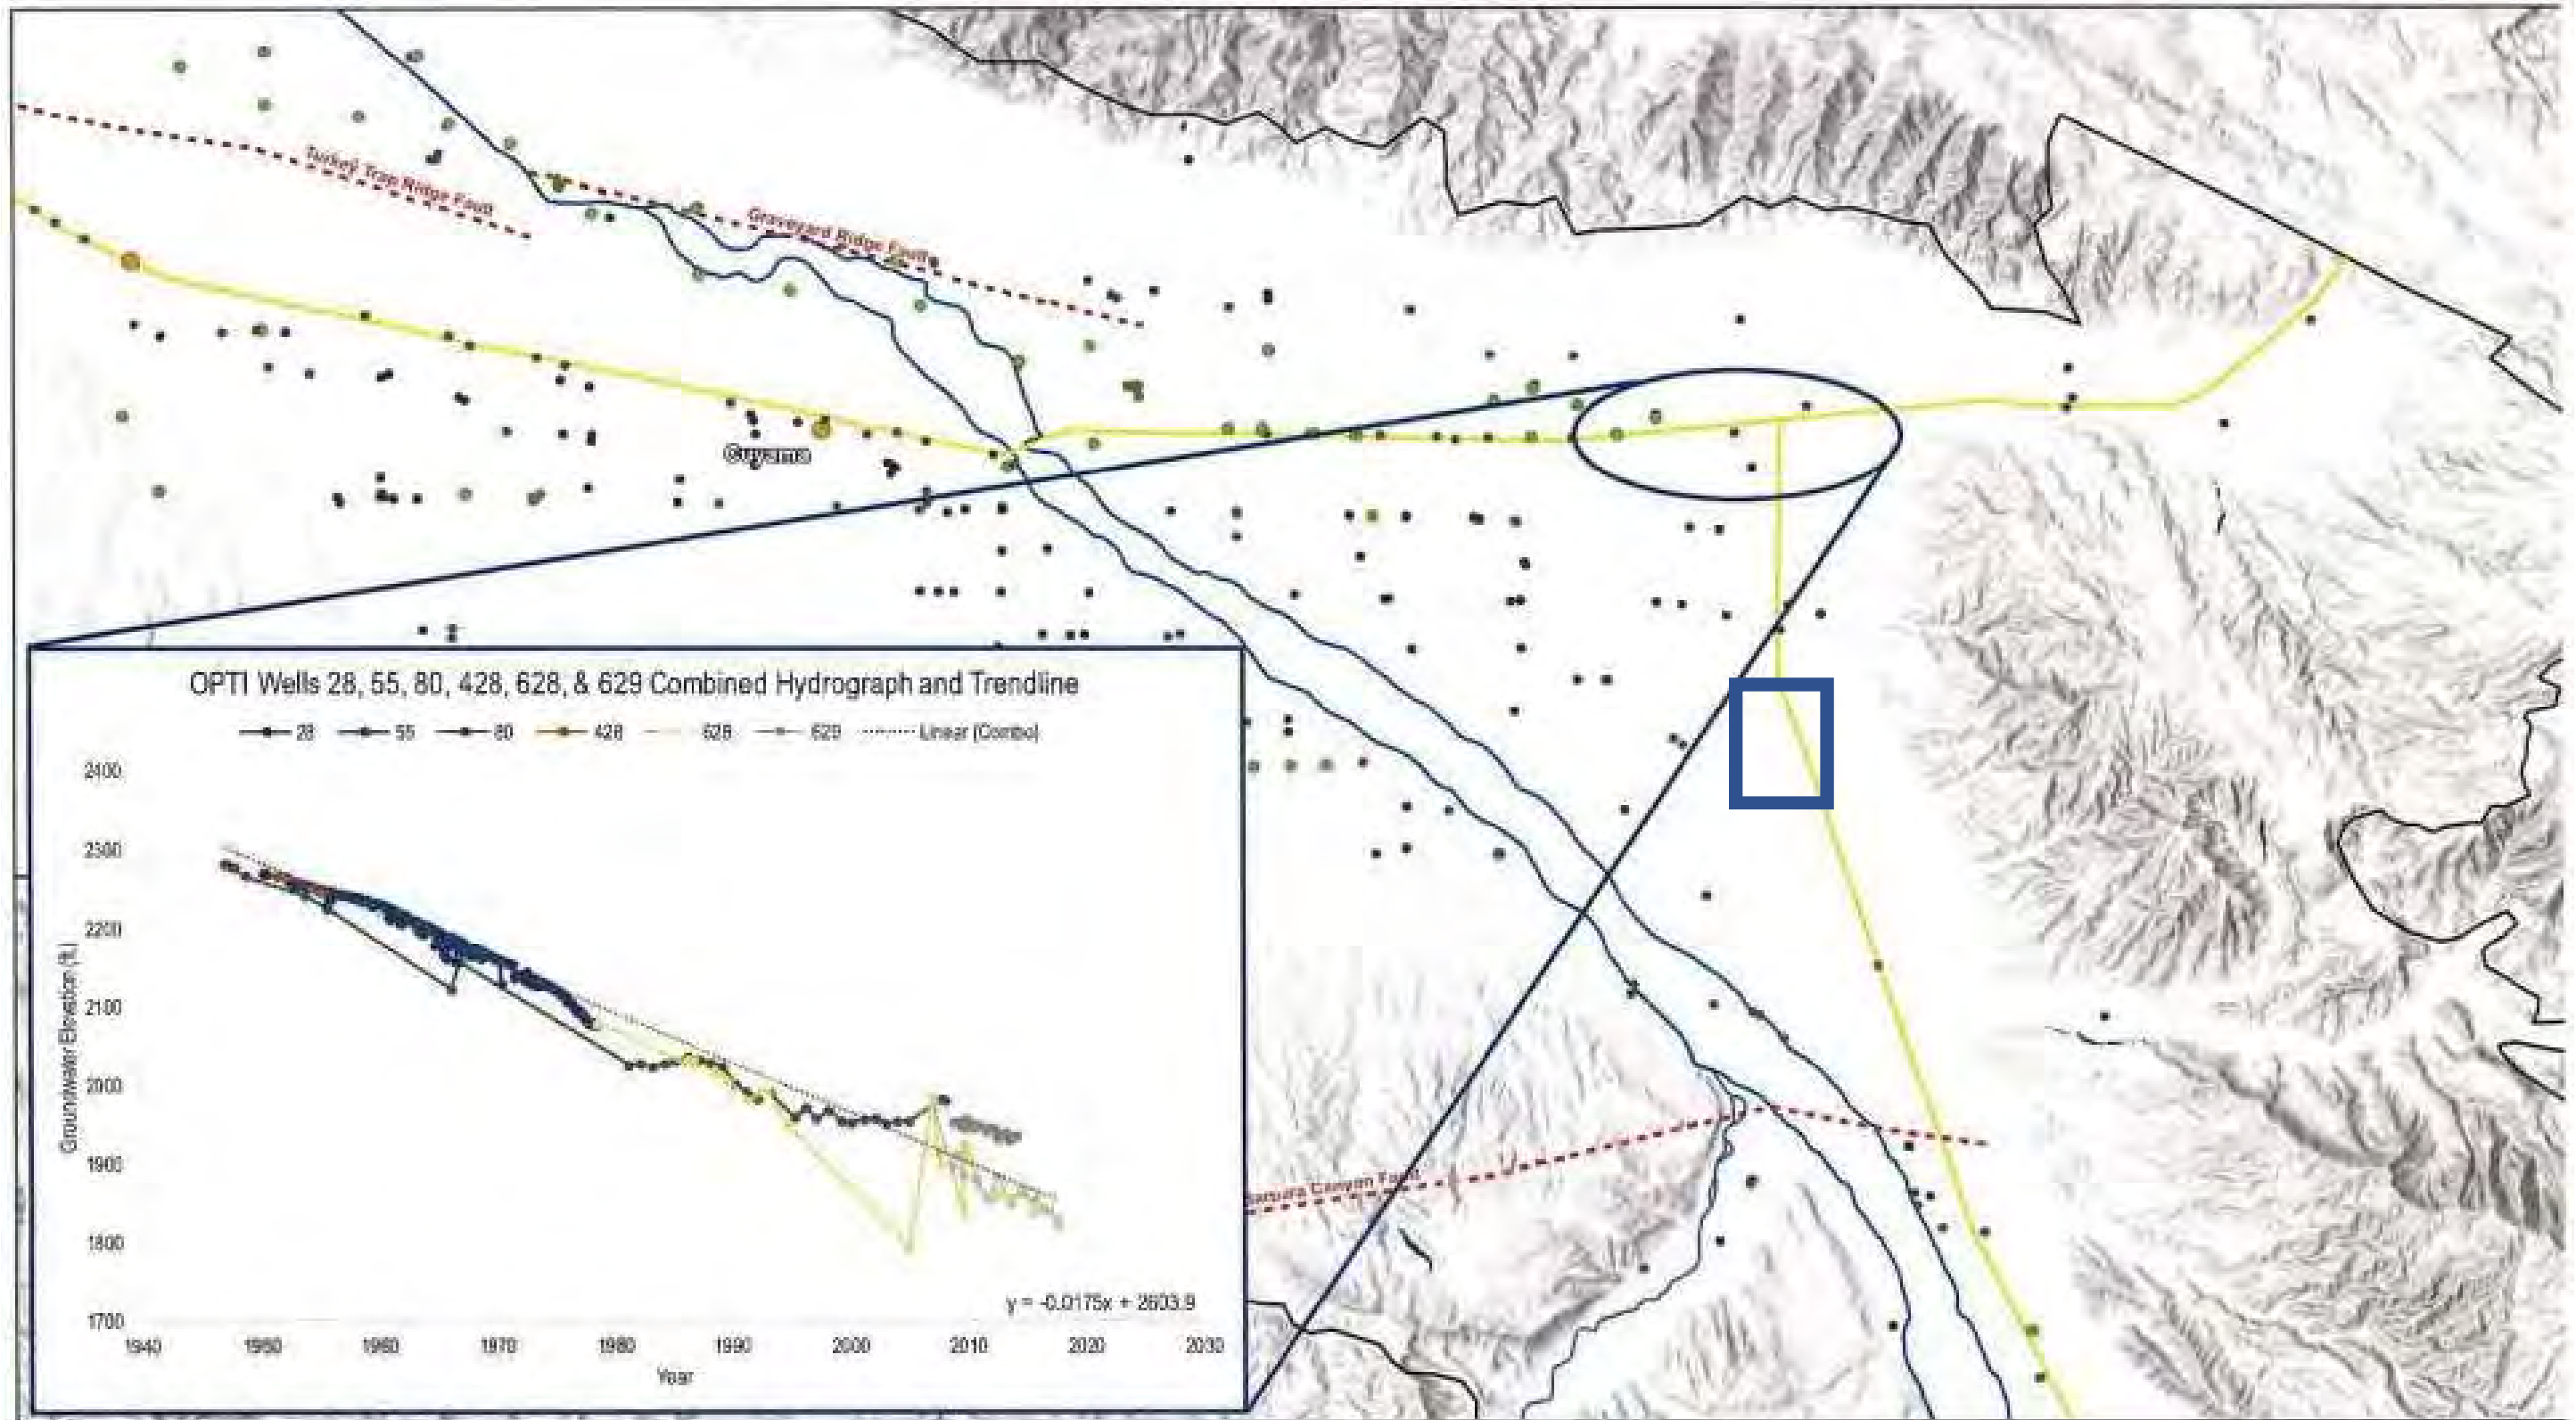 Turkey Trap Ridge Fault
Graveyard Ridge Fault
Cuyama
OPTI Wells 28, 55, 80, 428, 628, & 629 Combined Hydrograph and Trendline
28 55 80 428 628 629 Linear (Combo)
2400
2300
2200
2100
2000
1900
1800
1700
Groundwater Elevation (ft.)
1940 1950 1960 1970 1980 1990 2000 2010 2020 2030
Year
y = -0.0175x + 2603.9
Canyon Fault